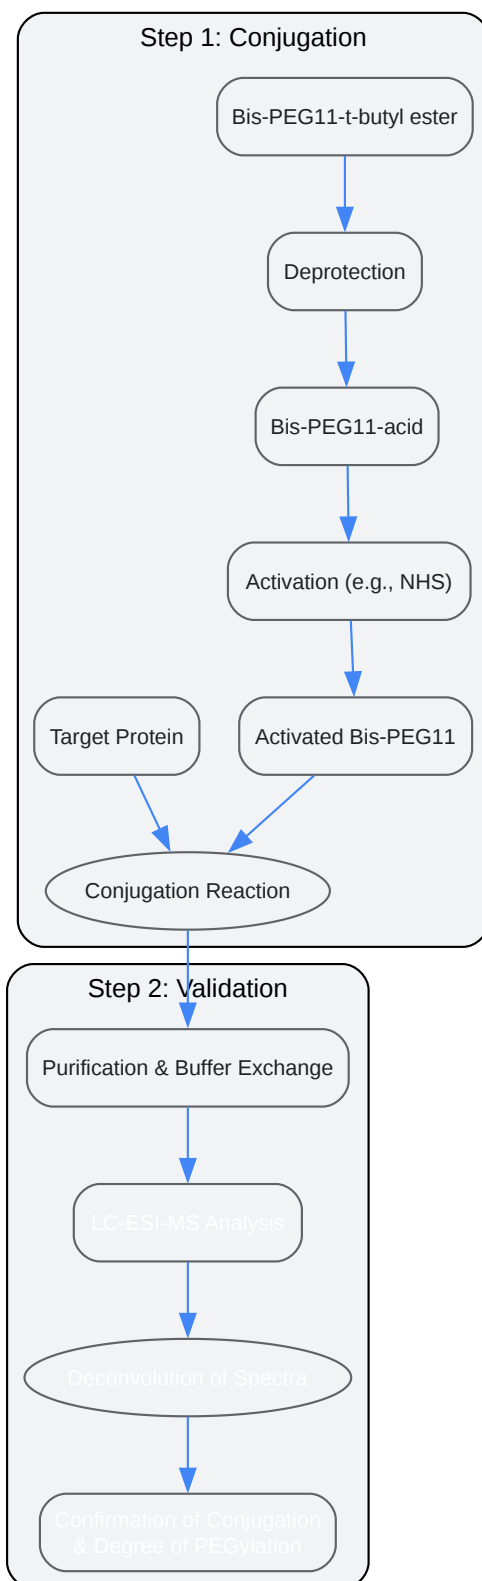 Step 1: Conjugation
Bis-PEG11-t-butyl ester
Deprotection
Bis-PEG11-acid
Activation (e.g., NHS)
Target Protein
Activated Bis-PEG11
Conjugation Reaction
Step 2: Validation
Purification & Buffer Exchange
LC-ESI-MS Analysis
Deconvolution of Spectra
Confirmation of Conjugation
& Degree of PEGylation